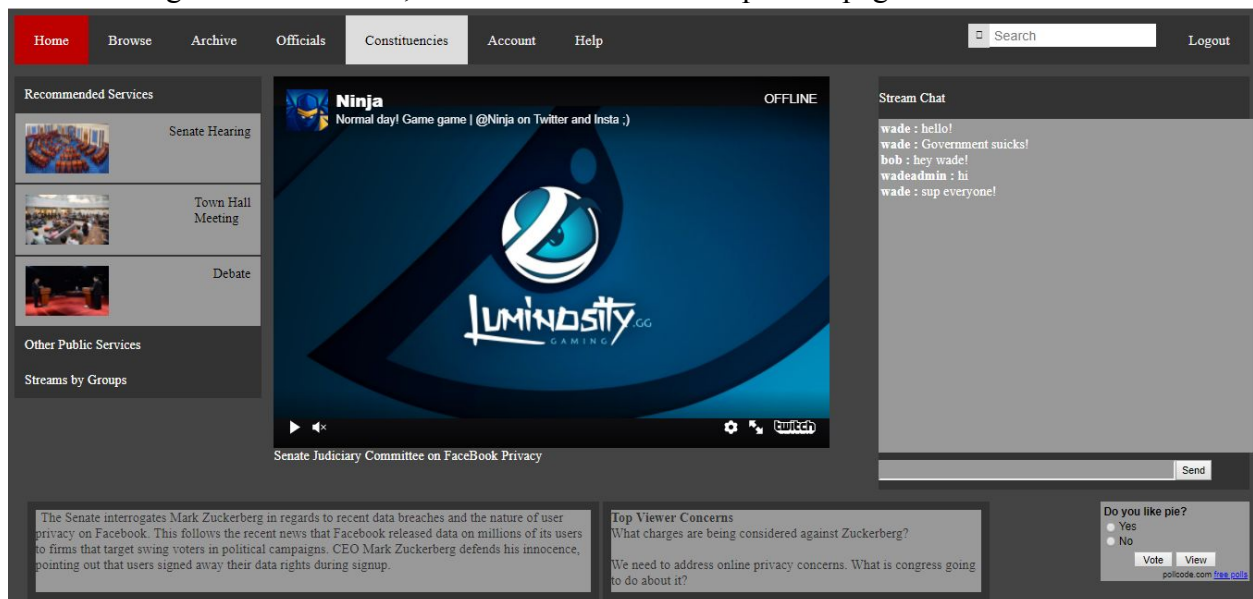 Home Browse Archive Officials Constituencies Account Help Search Logout
Recommended Services
Senate Hearing
Town Hall
Meeting
Debate
Other Public Services
Streams by Groups
Ninja
OFFLINE
Normal day! Game game | @Ninja on Twitter and Insta ;)
LUMINOSITY.GG
GAMING
twitch
Senate Judiciary Committee on FaceBook Privacy
Stream Chat
wade : hello!
wade : Government suicks!
bob : hey wade!
wadeadmin : hi
wade : sup everyone!
Send
The Senate interrogates Mark Zuckerberg in regards to recent data breaches and the nature of user
privacy on Facebook. This follows the recent news that Facebook released data on millions of its users
to firms that target swing voters in political campaigns. CEO Mark Zuckerberg defends his innocence,
pointing out that users signed away their data rights during signup.
Top Viewer Concerns
What charges are being considered against Zuckerberg?
We need to address online privacy concerns. What is congress going
to do about it?
Do you like pie?
Yes
No
Vote View
pollcode.com free polls